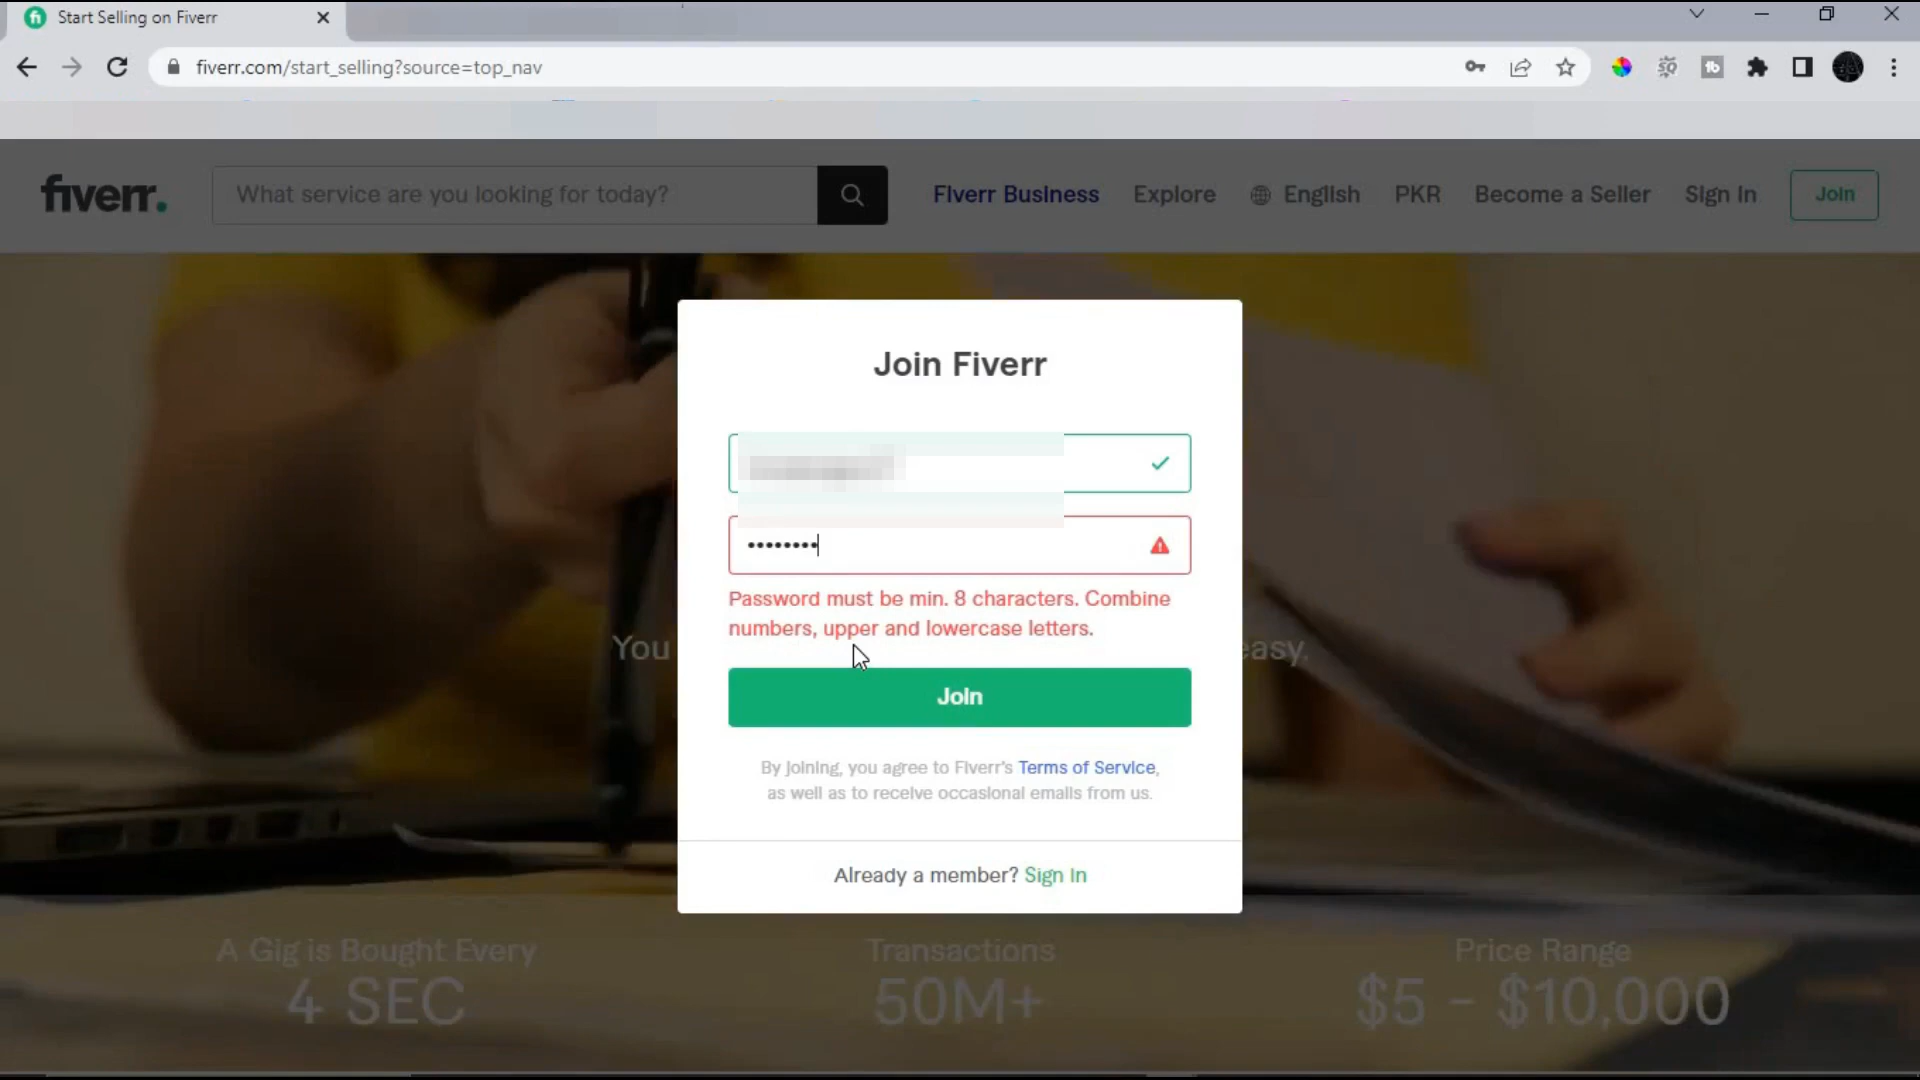 Start Selling on Fiverr
fiverr.com/start_selling?source=top_nav
fiverr.
What service are you looking for today?
Fiverr Business
Explore
English
PKR
Become a Seller
Sign In
Join
Join Fiverr
••••••••
Password must be min. 8 characters. Combine
numbers, upper and lowercase letters.
You
easy.
Join
By joining, you agree to Fiverr's Terms of Service,
as well as to receive occasional emails from us.
Already a member? Sign In
A Gig is Bought Every
4 SEC
Transactions
50M+
Price Range
$5 - $10,000